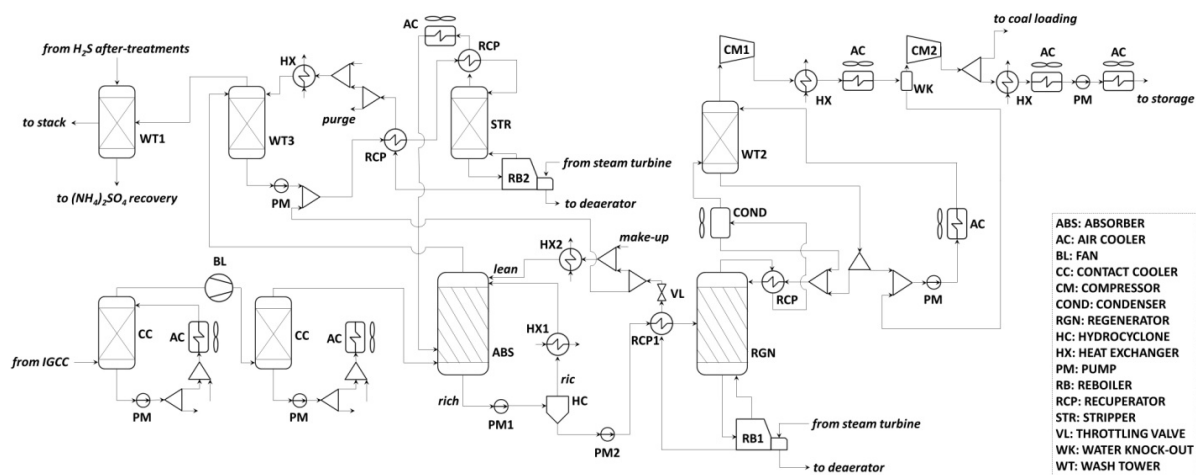 from H₂S after-treatments
to stack
WT1
to (NH₄)₂SO₄ recovery
WT3
HX
purge
AC
RCP
STR
RCP
PM
RB2
from steam turbine
to deaerator
CM1
HX
AC
CM2
WK
to coal loading
HX
AC
PM
AC
to storage
WT2
COND
RCP
AC
PM
BL
CC
AC
from IGCC
PM
CC
AC
PM
lean
HX2
make-up
VL
ABS
HX1
ric
rich
PM1
HC
PM2
RCP1
RGN
RB1
from steam turbine
to deaerator
ABS: ABSORBER
AC: AIR COOLER
BL: FAN
CC: CONTACT COOLER
CM: COMPRESSOR
COND: CONDENSER
RGN: REGENERATOR
HC: HYDROCYCLONE
HX: HEAT EXCHANGER
PM: PUMP
RB: REBOILER
RCP: RECUPERATOR
STR: STRIPPER
VL: THROTTLING VALVE
WK: WATER KNOCK-OUT
WT: WASH TOWER